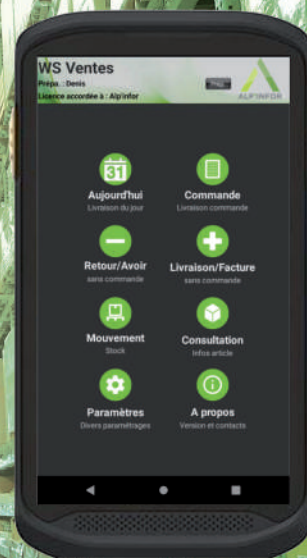 WS Ventes
Prépa. : Denis
Licence accordée à : Alp'infor
ALP'INFOR
31
Aujourd'hui
Livraison du jour
Commande
Livraison commande
Retour/Avoir
sans commande
Livraison/Facture
sans commande
Mouvement
Stock
Consultation
Infos article
Paramètres
Divers paramétrages
A propos
Version et contacts